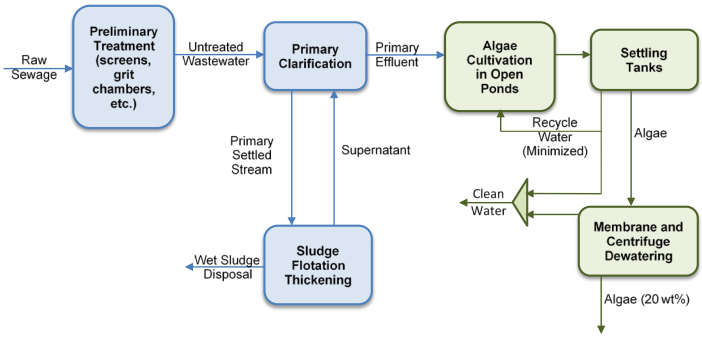 Raw
Sewage
Preliminary
Treatment
(screens,
grit
chambers,
etc.)
Untreated
Wastewater
Primary
Clarification
Primary
Effluent
Algae
Cultivation
in Open
Ponds
Settling
Tanks
Recycle
Water
(Minimized)
Algae
Primary
Settled
Stream
Supernatant
Clean
Water
Membrane and
Centrifuge
Dewatering
Wet Sludge
Disposal
Sludge
Flotation
Thickening
Algae (20 wt%)